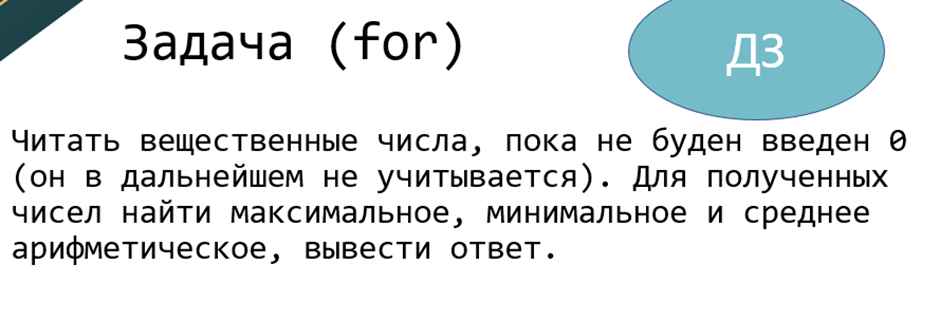 Задача (for)
ДЗ
Читать вещественные числа, пока не буден введен 0
(он в дальнейшем не учитывается). Для полученных
чисел найти максимальное, минимальное и среднее
арифметическое, вывести ответ.